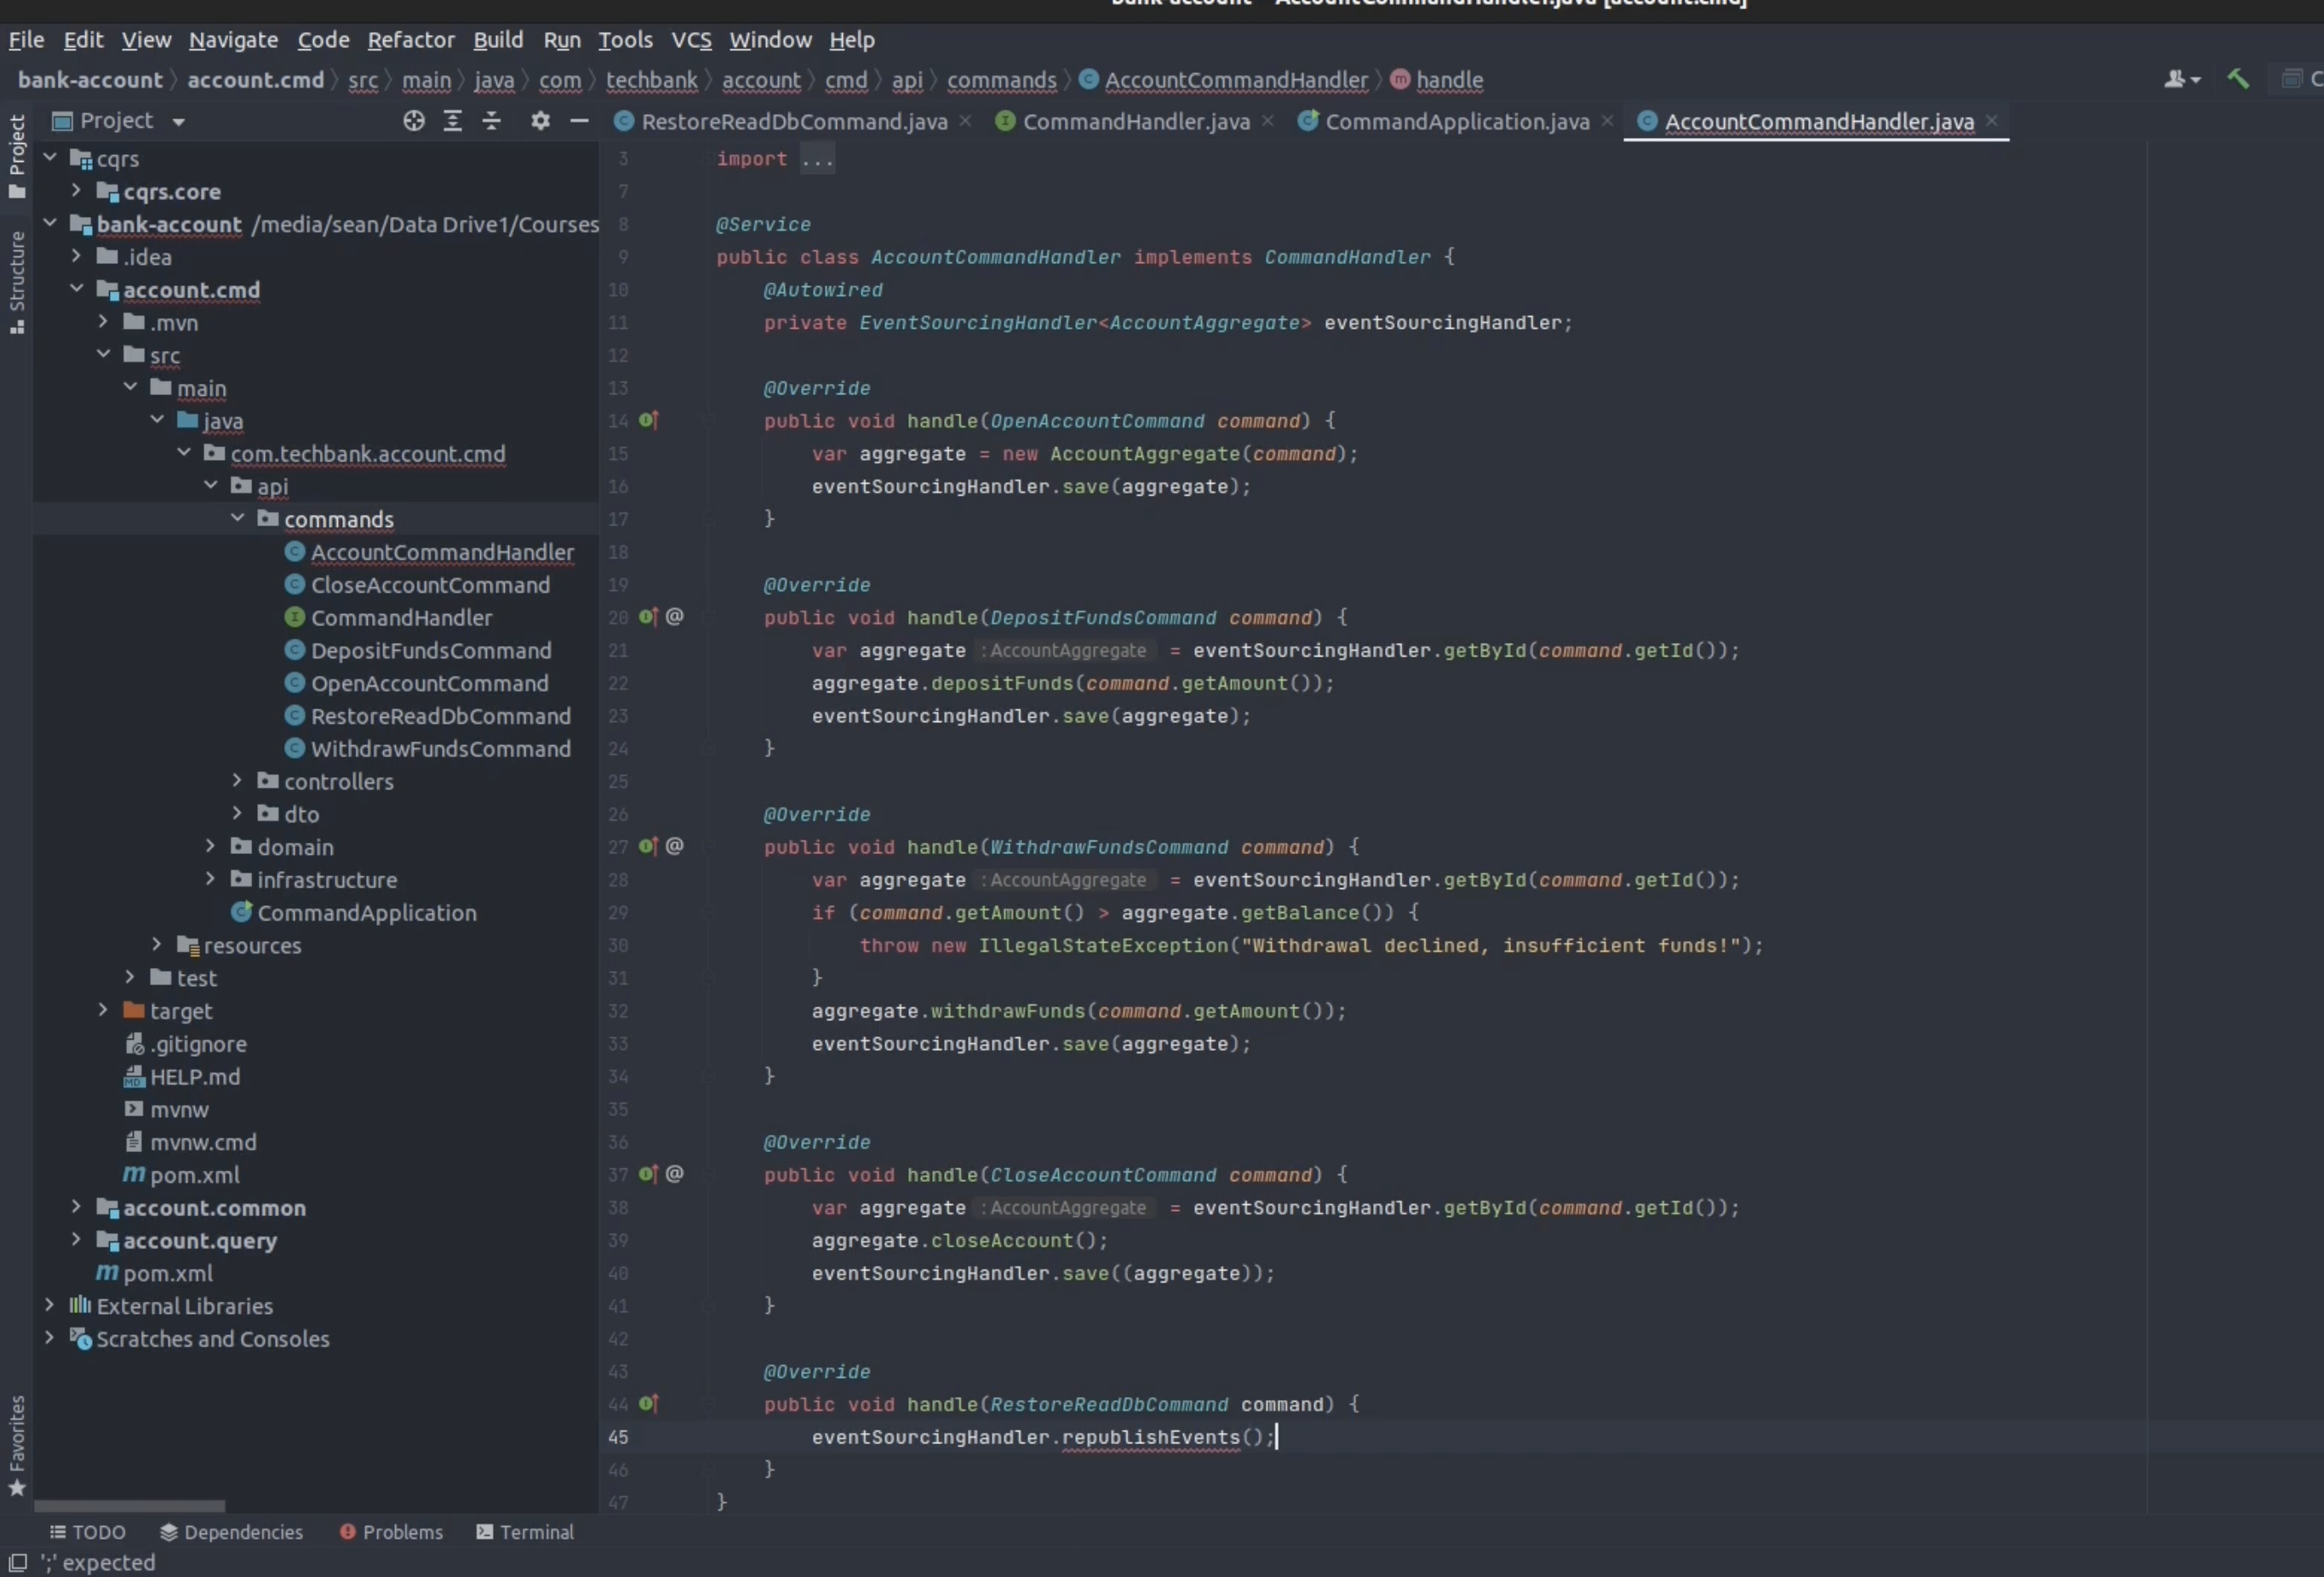 bank-account – AccountCommandHandler.java [account.cmd]
File Edit View Navigate Code Refactor Build Run Tools VCS Window Help
bank-account account.cmd src main java com techbank account cmd api commands AccountCommandHandler handle
Project
RestoreReadDbCommand.java CommandHandler.java CommandApplication.java AccountCommandHandler.java
Project
Structure
Favorites
cqrs
cqrs.core
bank-account /media/sean/Data Drive1/Courses
.idea
account.cmd
.mvn
src
main
java
com.techbank.account.cmd
api
commands
AccountCommandHandler
CloseAccountCommand
CommandHandler
DepositFundsCommand
OpenAccountCommand
RestoreReadDbCommand
WithdrawFundsCommand
controllers
dto
domain
infrastructure
CommandApplication
resources
test
target
.gitignore
HELP.md
mvnw
mvnw.cmd
pom.xml
account.common
account.query
pom.xml
External Libraries
Scratches and Consoles
3 import ...
7
8 @Service
9 public class AccountCommandHandler implements CommandHandler {
10 @Autowired
11 private EventSourcingHandler<AccountAggregate> eventSourcingHandler;
12
13 @Override
14 public void handle(OpenAccountCommand command) {
15 var aggregate = new AccountAggregate(command);
16 eventSourcingHandler.save(aggregate);
17 }
18
19 @Override
20 @ public void handle(DepositFundsCommand command) {
21 var aggregate : AccountAggregate = eventSourcingHandler.getById(command.getId());
22 aggregate.depositFunds(command.getAmount());
23 eventSourcingHandler.save(aggregate);
24 }
25
26 @Override
27 @ public void handle(WithdrawFundsCommand command) {
28 var aggregate : AccountAggregate = eventSourcingHandler.getById(command.getId());
29 if (command.getAmount() > aggregate.getBalance()) {
30 throw new IllegalStateException("Withdrawal declined, insufficient funds!");
31 }
32 aggregate.withdrawFunds(command.getAmount());
33 eventSourcingHandler.save(aggregate);
34 }
35
36 @Override
37 @ public void handle(CloseAccountCommand command) {
38 var aggregate : AccountAggregate = eventSourcingHandler.getById(command.getId());
39 aggregate.closeAccount();
40 eventSourcingHandler.save((aggregate));
41 }
42
43 @Override
44 public void handle(RestoreReadDbCommand command) {
45 eventSourcingHandler.republishEvents();
46 }
47 }
TODO Dependencies Problems Terminal
';' expected